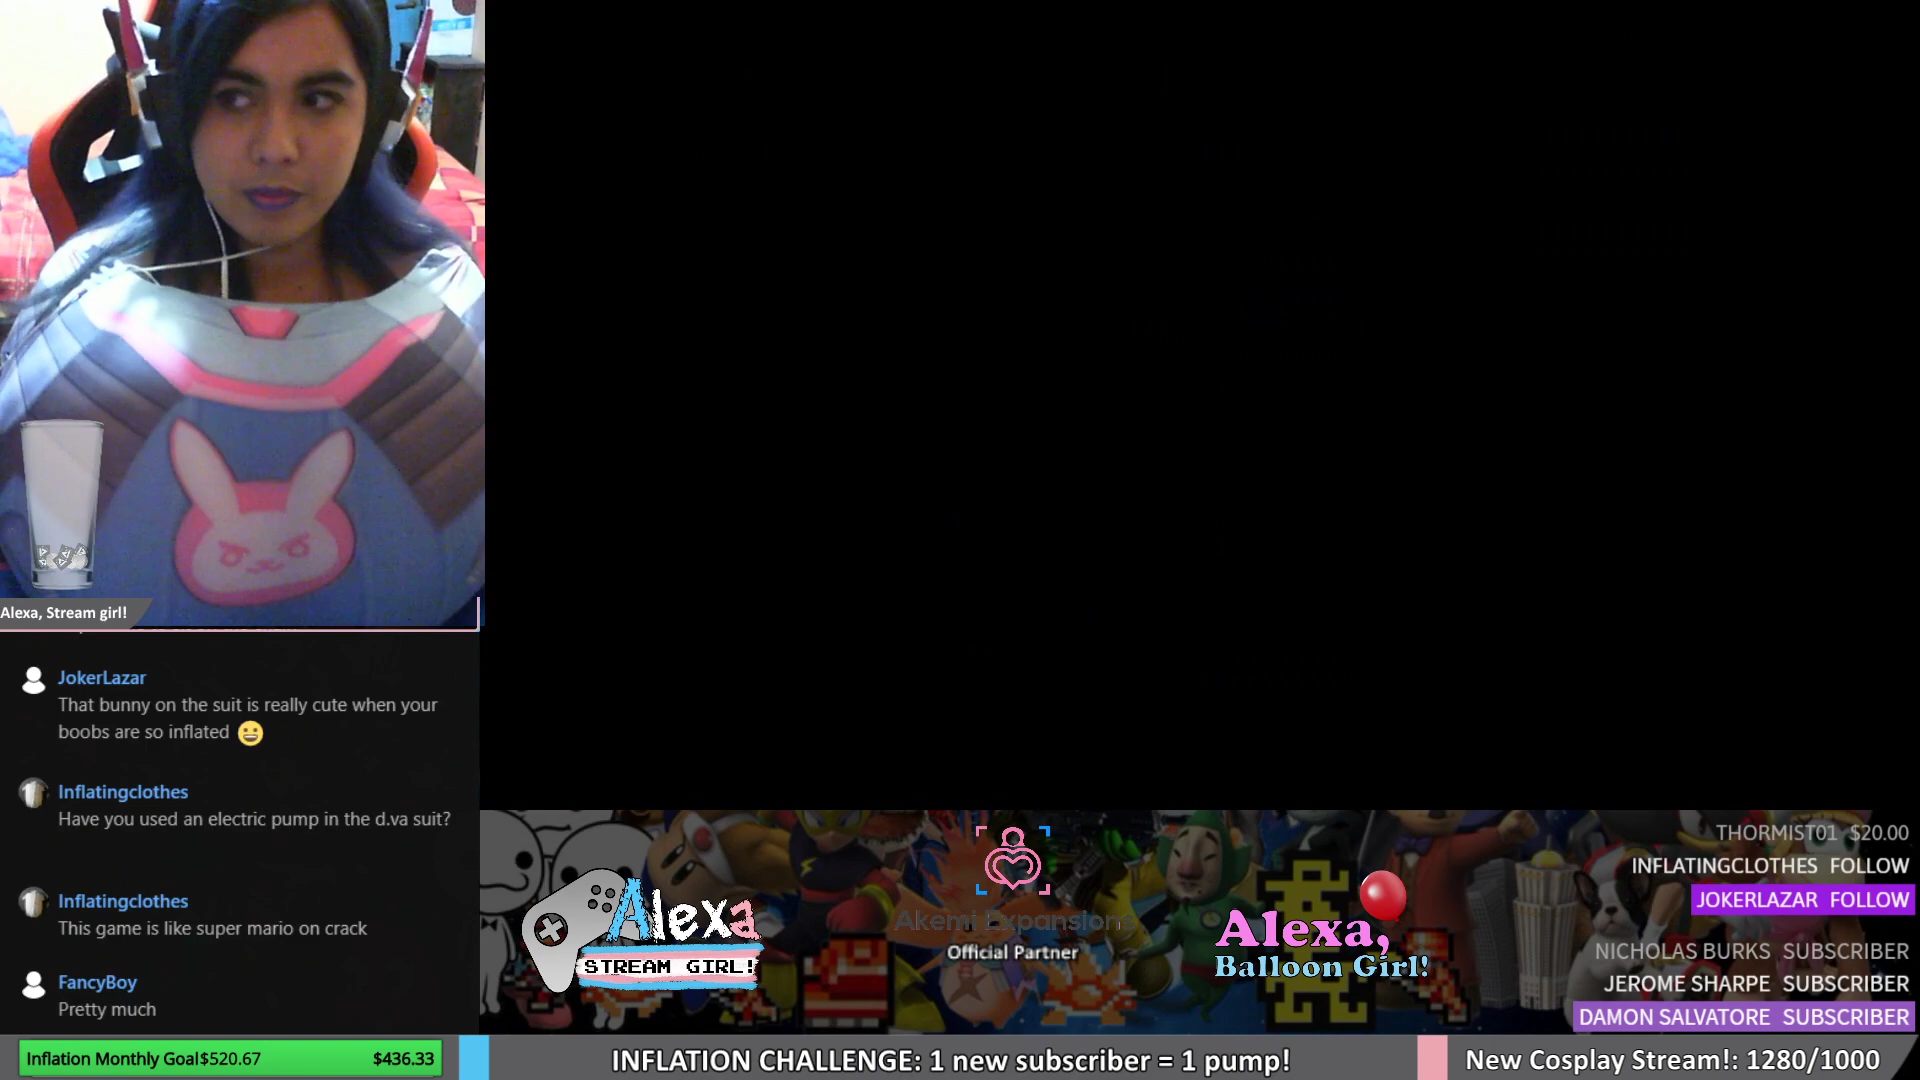 Alexa, Stream girl!
JokerLazar
That bunny on the suit is really cute when your
boobs are so inflated
Inflatingclothes
Have you used an electric pump in the d.va suit?
Inflatingclothes
This game is like super mario on crack
FancyBoy
Pretty much
Alexa
STREAM GIRL!
Akemi Expansions
Official Partner
Alexa,
Balloon Girl!
THORMIST01 $20.00
INFLATINGCLOTHES FOLLOW
JOKERLAZAR FOLLOW
NICHOLAS BURKS SUBSCRIBER
JEROME SHARPE SUBSCRIBER
DAMON SALVATORE SUBSCRIBER
Inflation Monthly Goal $520.67 $436.33
INFLATION CHALLENGE: 1 new subscriber = 1 pump!
New Cosplay Stream!: 1280/1000